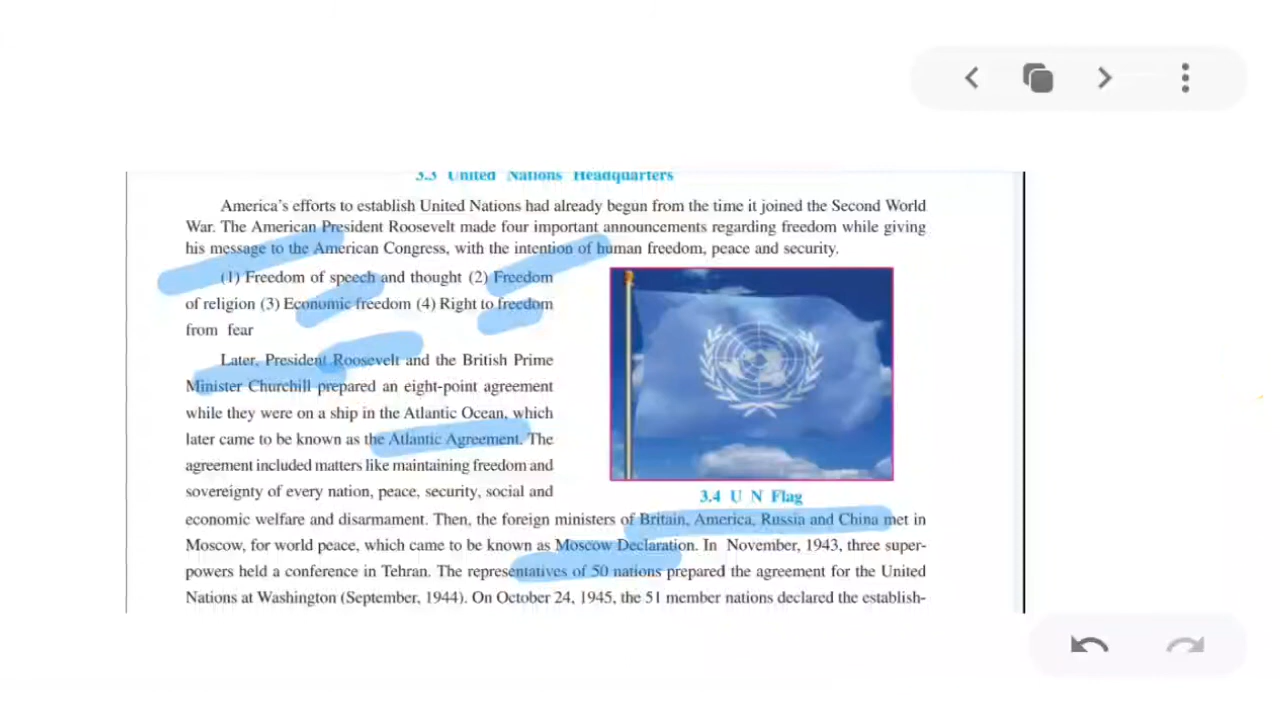 3.3 United Nations Headquarters
America's efforts to establish United Nations had already begun from the time it joined the Second World
War. The American President Roosevelt made four important announcements regarding freedom while giving
his message to the American Congress, with the intention of human freedom, peace and security.
(1) Freedom of speech and thought (2) Freedom
of religion (3) Economic freedom (4) Right to freedom
from fear
Later, President Roosevelt and the British Prime
Minister Churchill prepared an eight-point agreement
while they were on a ship in the Atlantic Ocean, which
later came to be known as the Atlantic Agreement. The
agreement included matters like maintaining freedom and
sovereignty of every nation, peace, security, social and
3.4 U N Flag
economic welfare and disarmament. Then, the foreign ministers of Britain, America, Russia and China met in
Moscow, for world peace, which came to be known as Moscow Declaration. In November, 1943, three super-
powers held a conference in Tehran. The representatives of 50 nations prepared the agreement for the United
Nations at Washington (September, 1944). On October 24, 1945, the 51 member nations declared the establish-